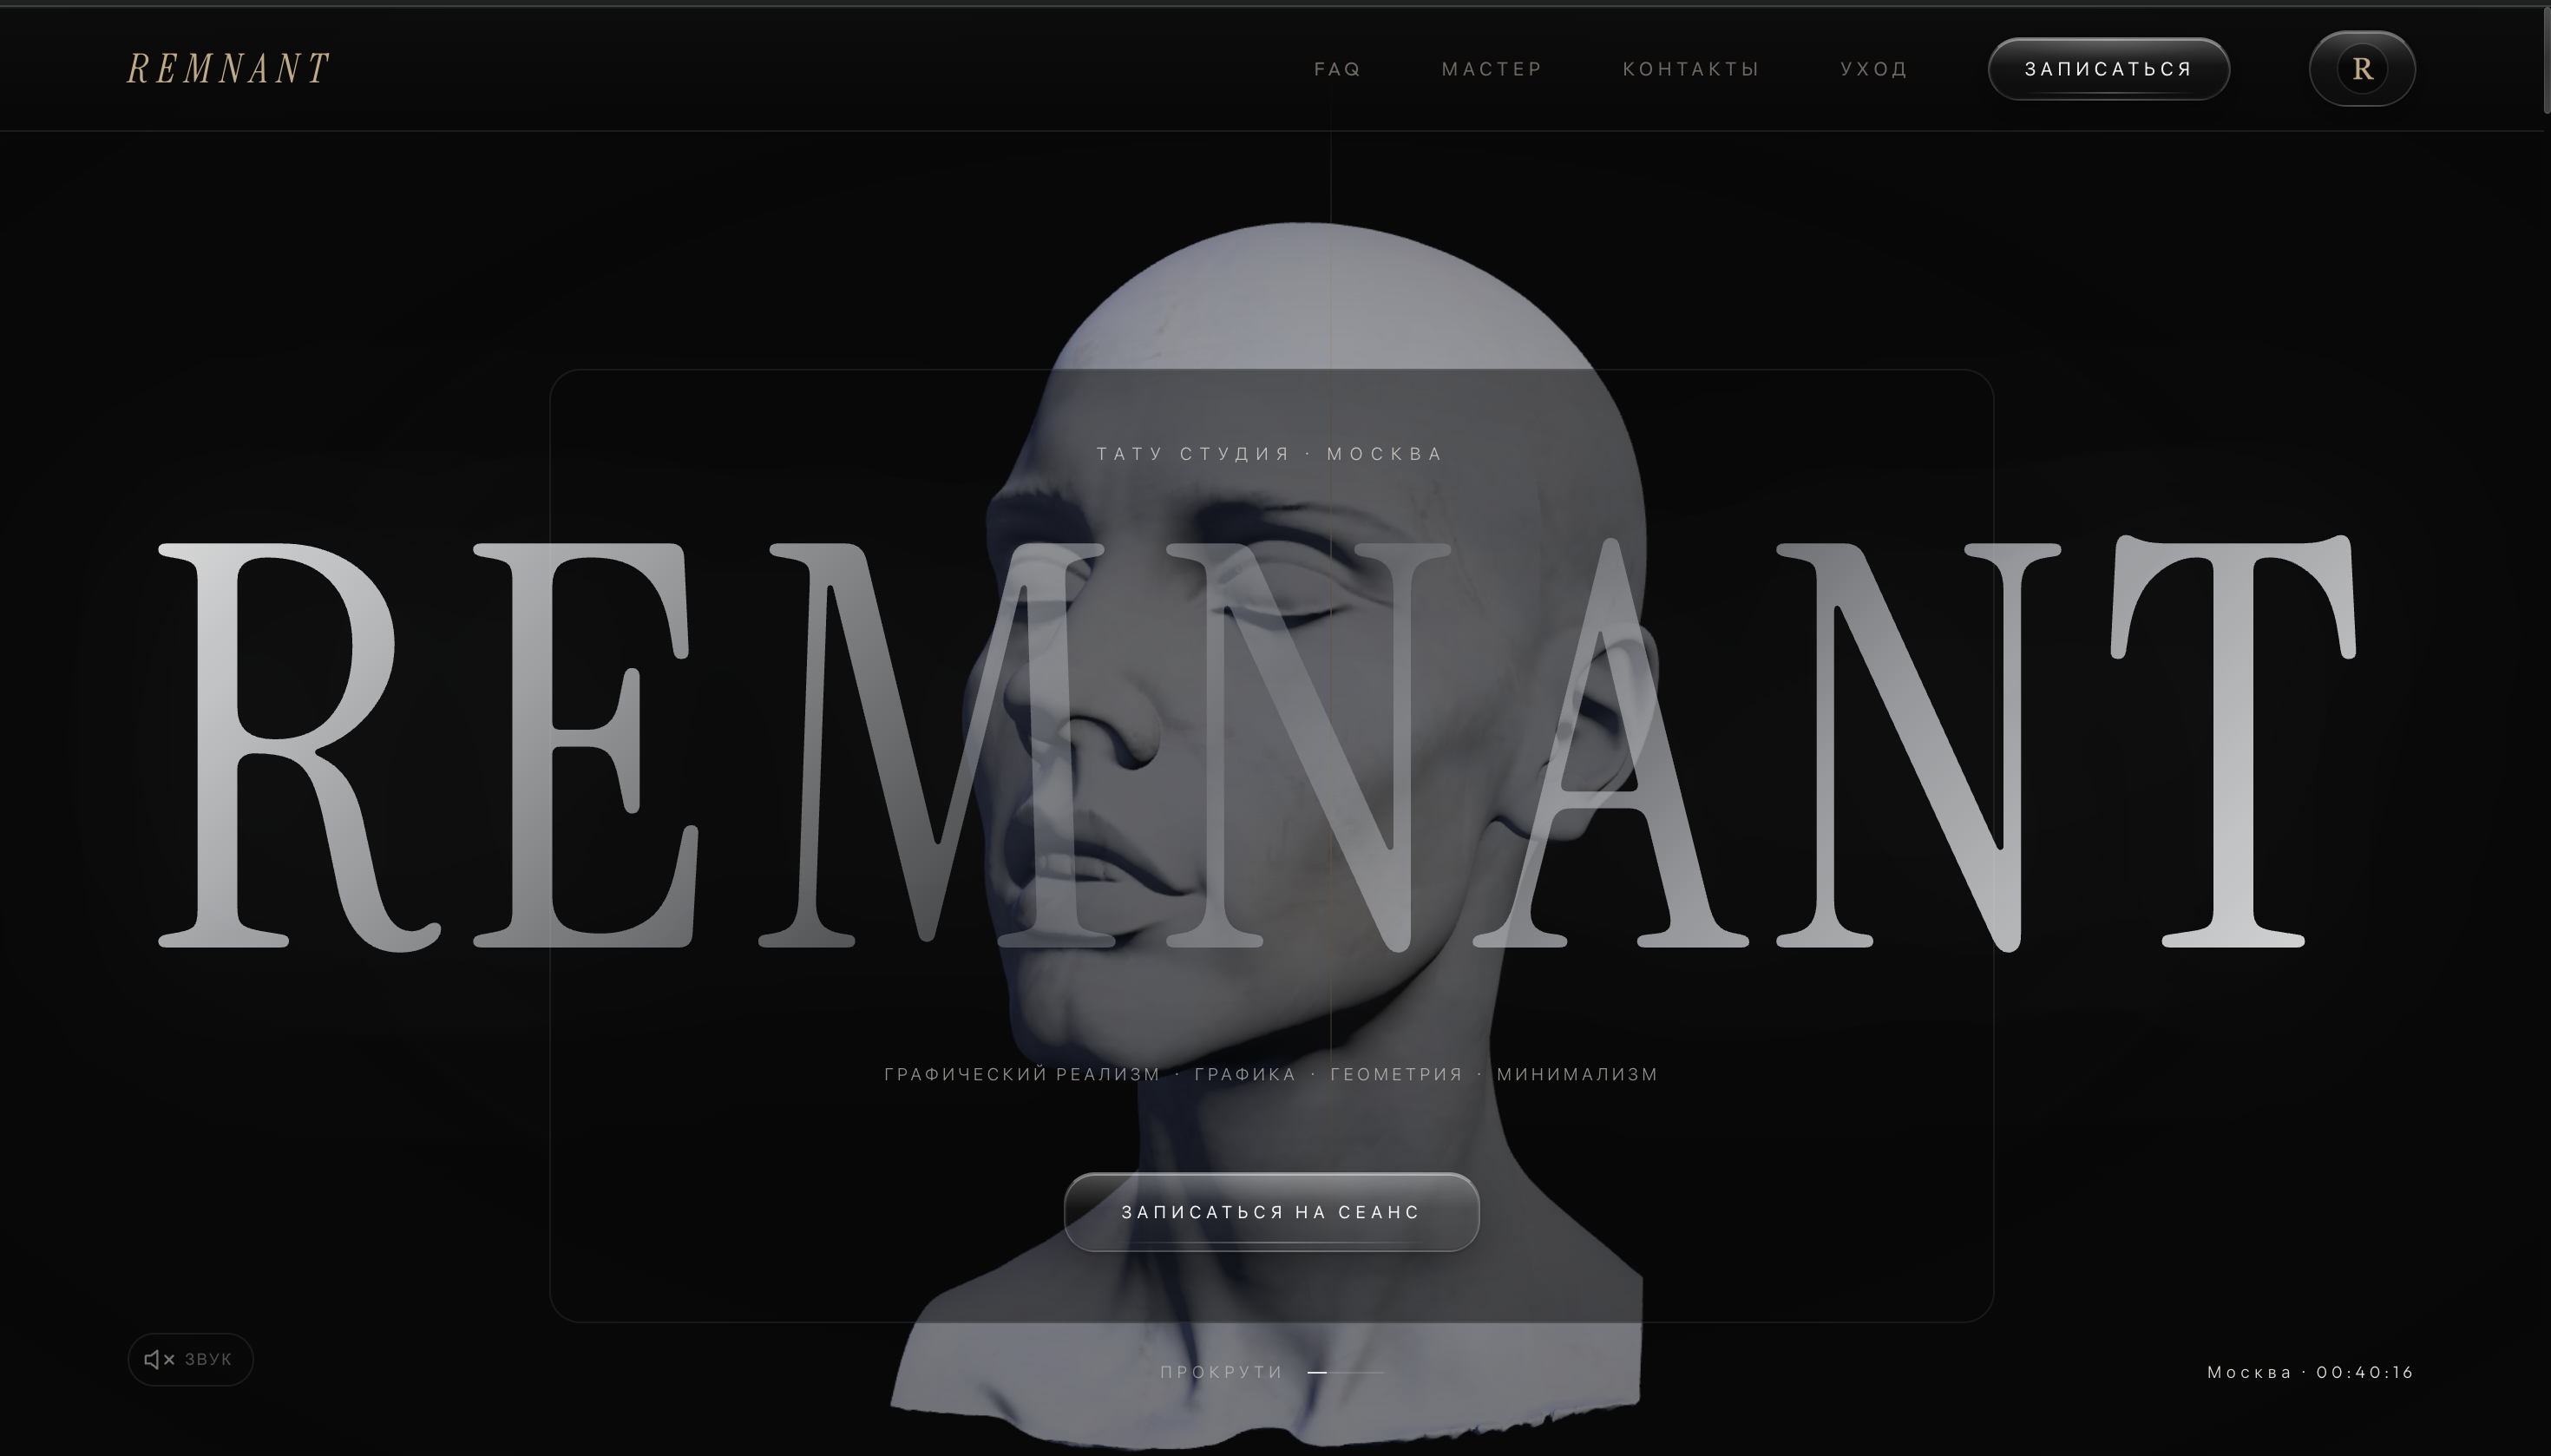 REMNANT
FAQ МАСТЕР КОНТАКТЫ УХОД ЗАПИСАТЬСЯ R
ТАТУ СТУДИЯ · МОСКВА
REMNANT
ГРАФИЧЕСКИЙ РЕАЛИЗМ · ГРАФИКА · ГЕОМЕТРИЯ · МИНИМАЛИЗМ
ЗАПИСАТЬСЯ НА СЕАНС
ЗВУК
ПРОКРУТИ
Москва · 00:40:16